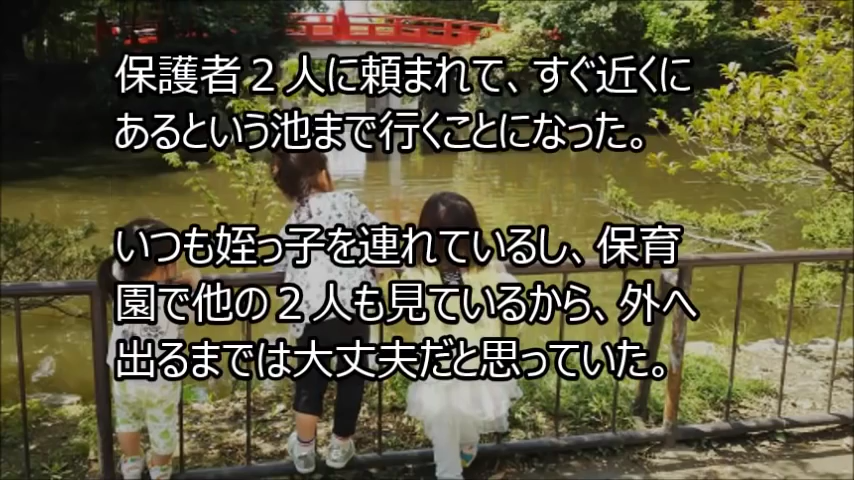 保護者２人に頼まれて、すぐ近くに
あるという池まで行くことになった。
いつも姪っ子を連れているし、保育
園で他の２人も見ているから、外へ
出るまでは大丈夫だと思っていた。